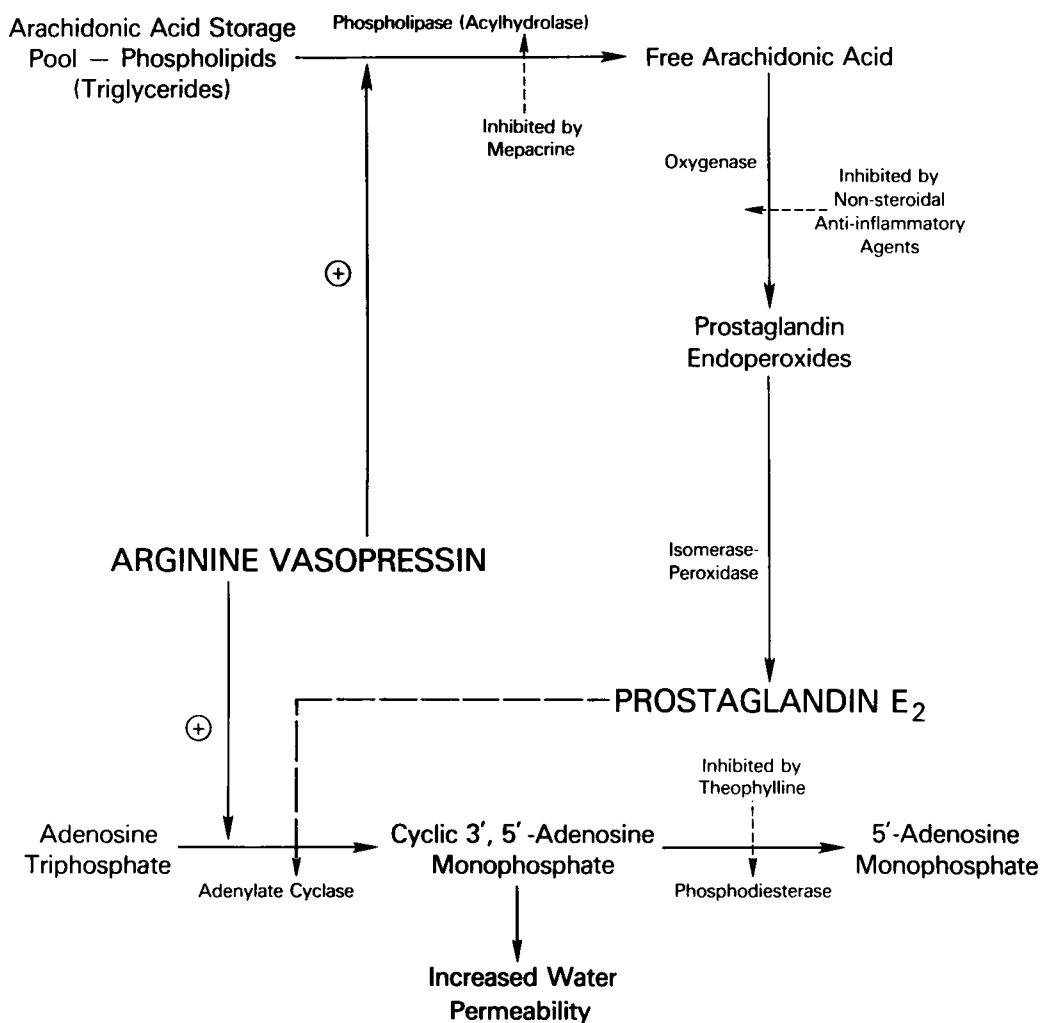 Arachidonic Acid Storage
Pool — Phospholipids
(Triglycerides)
Phospholipase (Acylhydrolase)
Free Arachidonic Acid
Inhibited by
Mepacrine
Oxygenase
Inhibited by
Non-steroidal
Anti-inflammatory
Agents
+
Prostaglandin
Endoperoxides
ARGININE VASOPRESSIN
Isomerase-
Peroxidase
PROSTAGLANDIN E₂
+
Inhibited by
Theophylline
Adenosine
Triphosphate
Adenylate Cyclase
Cyclic 3′, 5′ -Adenosine
Monophosphate
Phosphodiesterase
5′-Adenosine
Monophosphate
Increased Water
Permeability